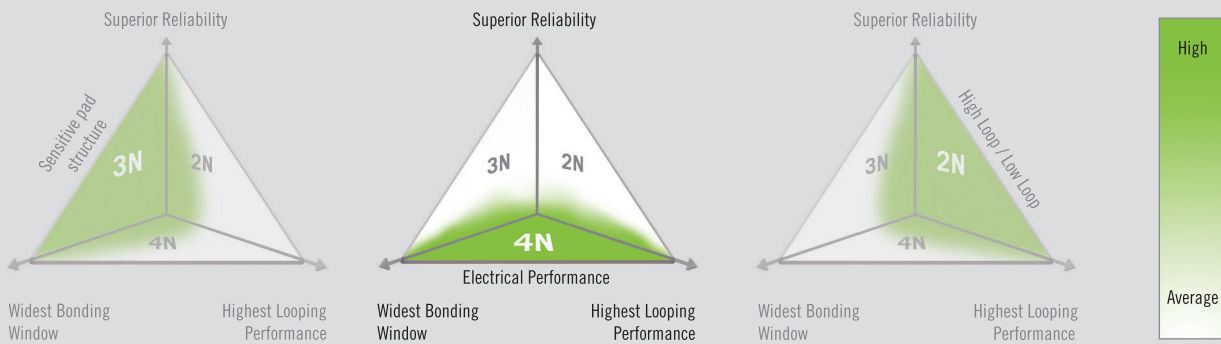 Superior Reliability
Sensitive pad
structure
3N
2N
4N
Widest Bonding
Window
Highest Looping
Performance
Superior Reliability
3N
2N
4N
Electrical Performance
Widest Bonding
Window
Highest Looping
Performance
Superior Reliability
High Loop / Low Loop
3N
2N
4N
Widest Bonding
Window
Highest Looping
Performance
High
Average